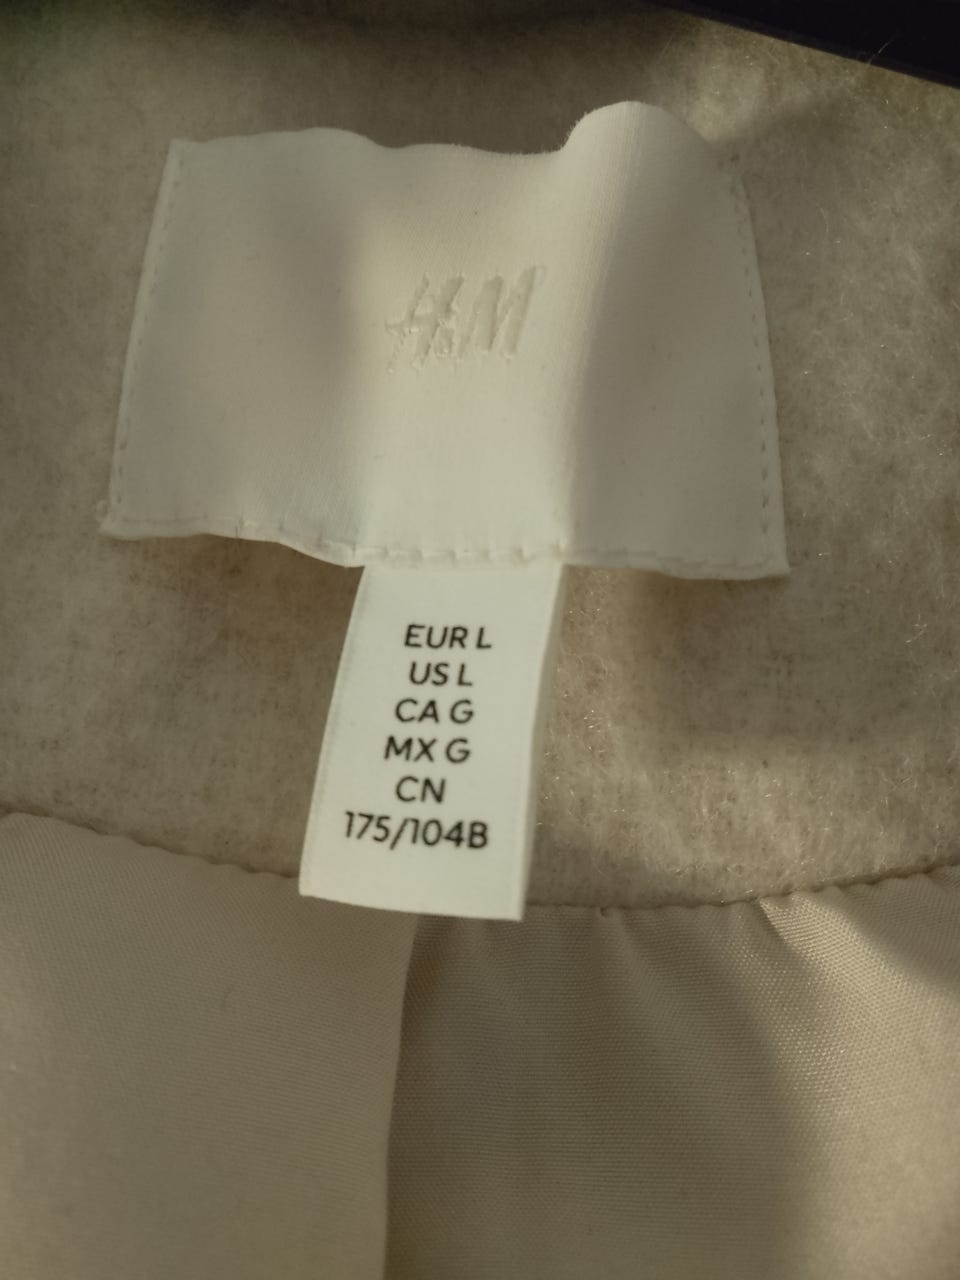 H&M
EUR L
US L
CA G
MX G
CN
175/104B